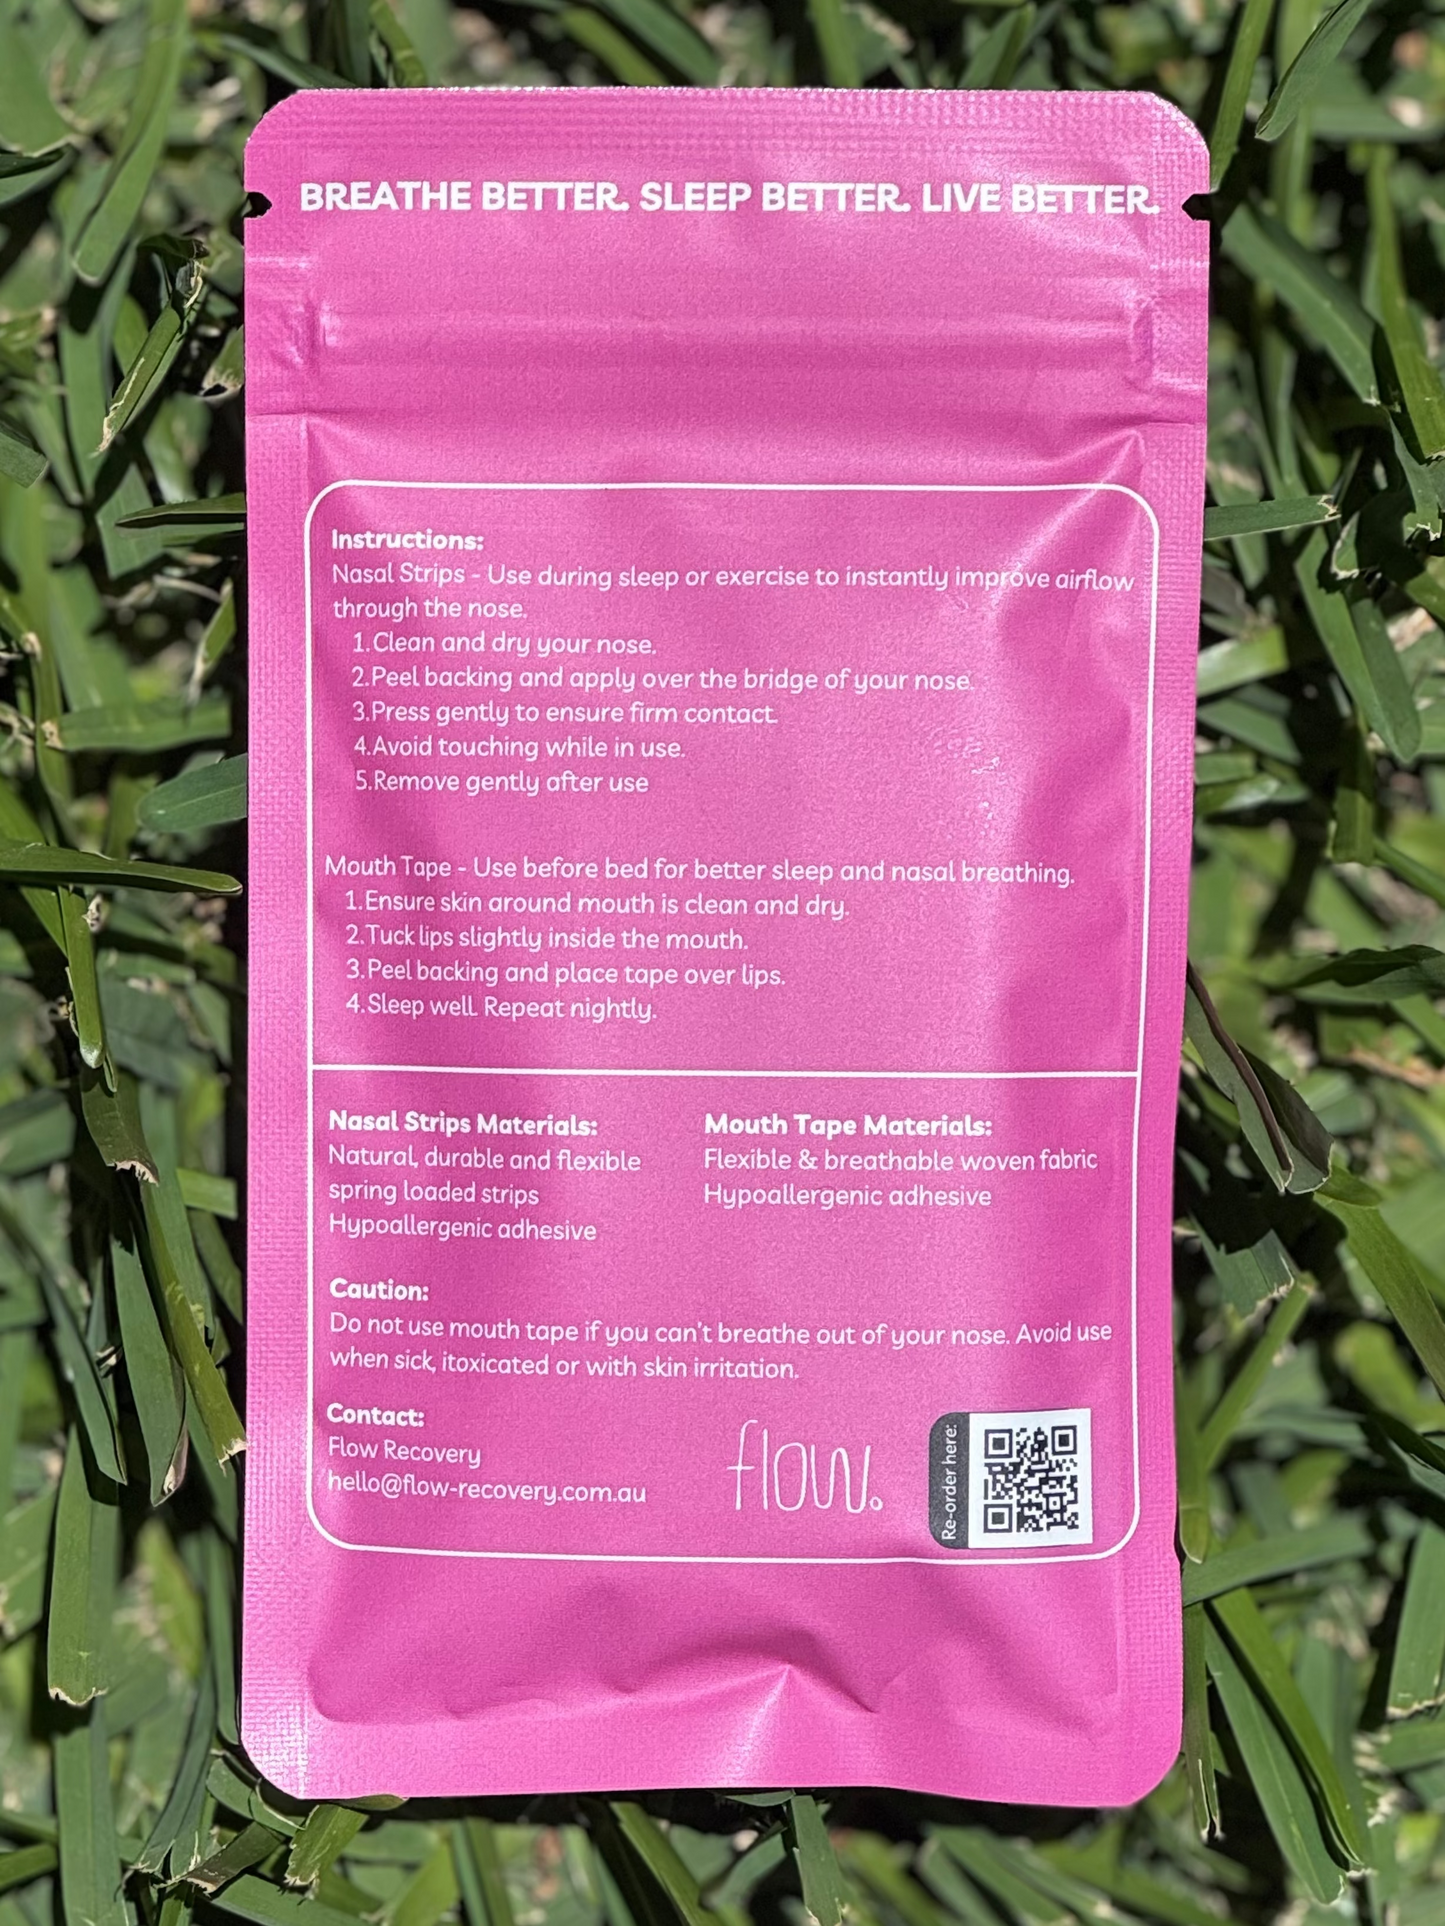 BREATHE BETTER. SLEEP BETTER. LIVE BETTER.
Instructions:
Nasal Strips - Use during sleep or exercise to instantly improve airflow
through the nose.
1.Clean and dry your nose.
2.Peel backing and apply over the bridge of your nose.
3.Press gently to ensure firm contact.
4.Avoid touching while in use.
5.Remove gently after use
Mouth Tape - Use before bed for better sleep and nasal breathing.
1.Ensure skin around mouth is clean and dry.
2.Tuck lips slightly inside the mouth.
3.Peel backing and place tape over lips.
4.Sleep well. Repeat nightly.
Nasal Strips Materials:
Natural, durable and flexible
spring loaded strips
Hypoallergenic adhesive
Mouth Tape Materials:
Flexible & breathable woven fabric
Hypoallergenic adhesive
Caution:
Do not use mouth tape if you can't breathe out of your nose. Avoid use
when sick, itoxicated or with skin irritation.
Contact:
Flow Recovery
hello@flow-recovery.com.au
flow.
Re-order here: